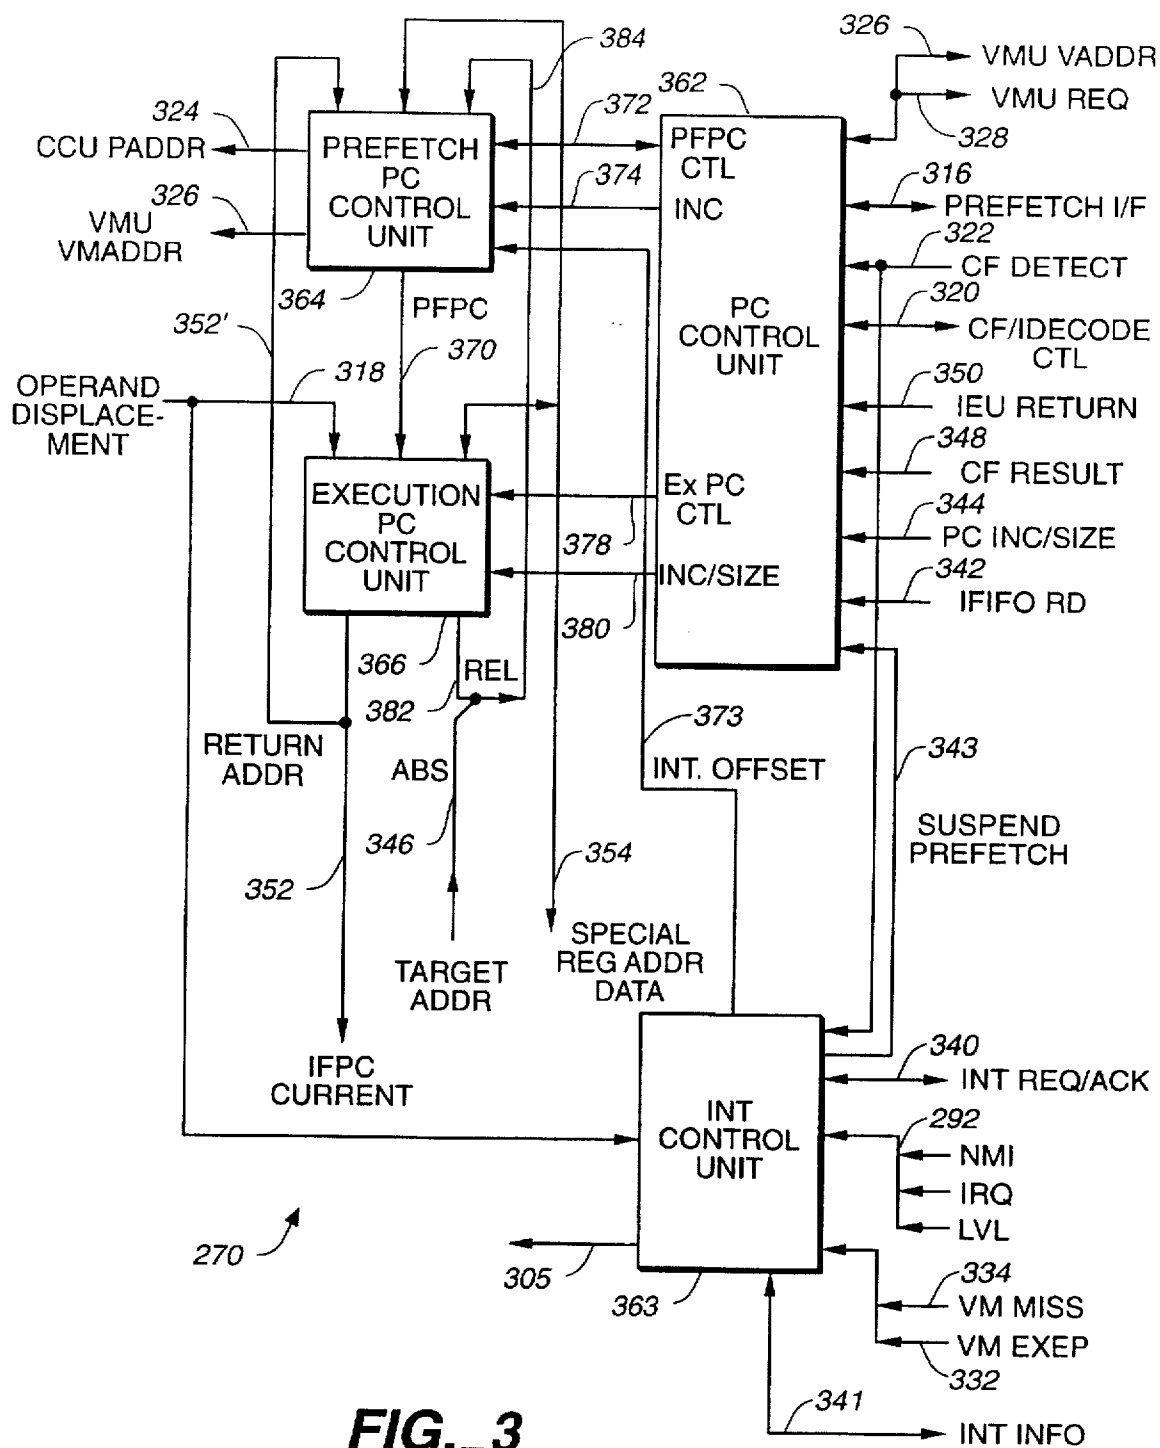 384
326
VMU VADDR
362
VMU REQ
328
324
CCU PADDR
PREFETCH
PC
CONTROL
UNIT
372
PFPC
CTL
374
INC
316
PREFETCH I/F
326
VMU
VMADDR
322
CF DETECT
364
352'
PFPC
370
PC
CONTROL
UNIT
320
CF/IDECODE
CTL
OPERAND
DISPLACE-
MENT
318
350
IEU RETURN
348
CF RESULT
EXECUTION
PC
CONTROL
UNIT
Ex PC
CTL
378
344
PC INC/SIZE
INC/SIZE
342
IFIFO RD
380
366
REL
382
373
343
RETURN
ADDR
ABS
INT. OFFSET
346
SUSPEND
PREFETCH
352
354
TARGET
ADDR
SPECIAL
REG ADDR
DATA
IFPC
CURRENT
INT
CONTROL
UNIT
340
INT REQ/ACK
292
NMI
IRQ
LVL
270
305
363
334
VM MISS
VM EXEP
332
341
INT INFO
FIG._3